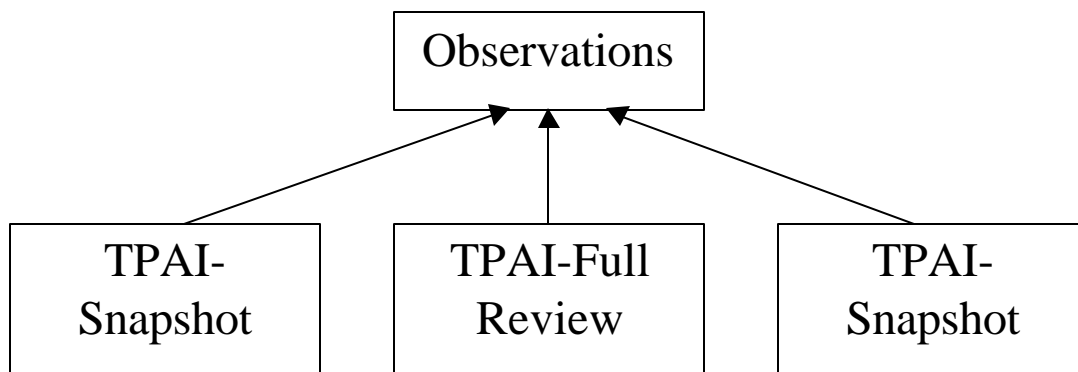 Observations
TPAI-
Snapshot
TPAI-Full
Review
TPAI-
Snapshot